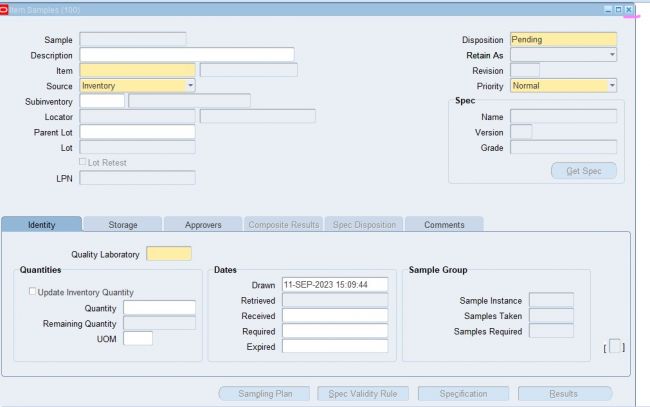 Item Samples (100)
Sample
Description
Item
Source Inventory
Subinventory
Locator
Parent Lot
Lot
Lot Retest
LPN
Disposition Pending
Retain As
Revision
Priority Normal
Spec
Name
Version
Grade
Get Spec
Identity Storage Approvers Composite Results Spec Disposition Comments
Quality Laboratory
Quantities
Update Inventory Quantity
Quantity
Remaining Quantity
UOM
Dates
Drawn 11-SEP-2023 15:09:44
Retrieved
Received
Required
Expired
Sample Group
Sample Instance
Samples Taken
Samples Required
[ ]
Sampling Plan Spec Validity Rule Specification Results